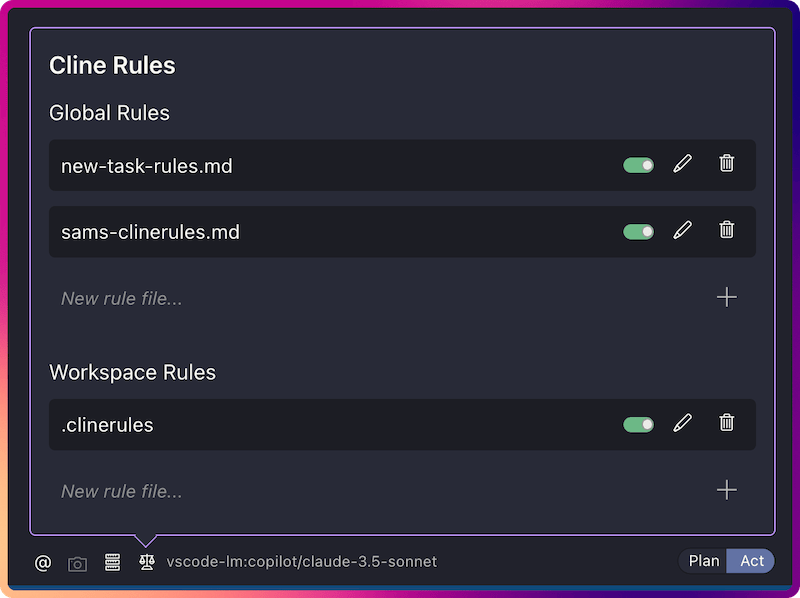 Cline Rules
Global Rules
new-task-rules.md
sams-clinerules.md
New rule file...
Workspace Rules
.clinerules
New rule file...
@ vscode-lm:copilot/claude-3.5-sonnet Plan Act